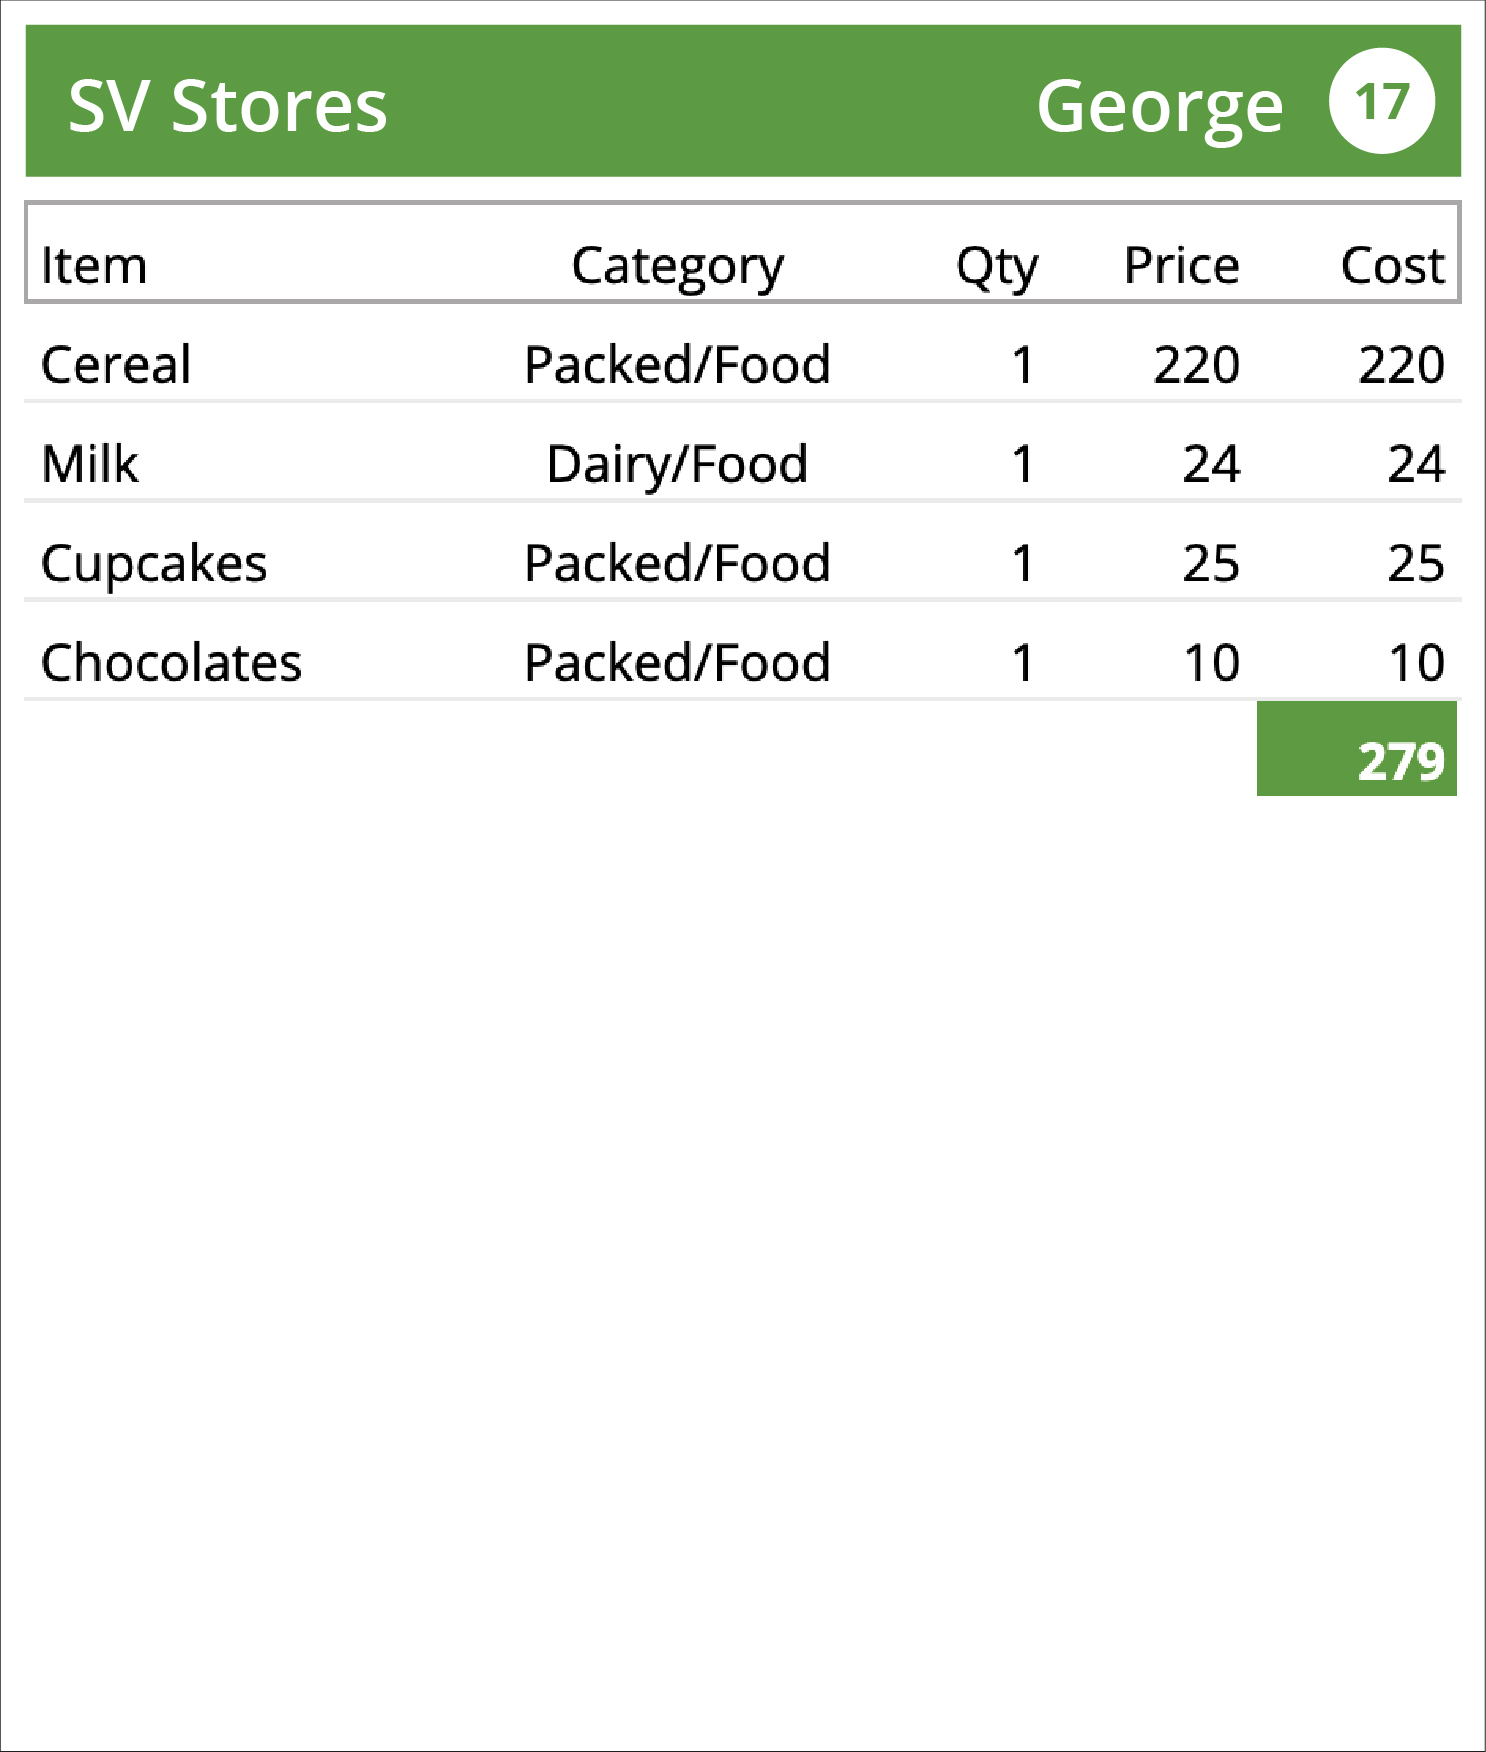 SV Stores George 17
Item Category Qty Price Cost
Cereal Packed/Food 1 220 220
Milk Dairy/Food 1 24 24
Cupcakes Packed/Food 1 25 25
Chocolates Packed/Food 1 10 10
279